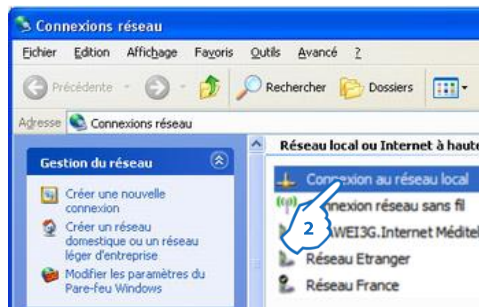 Connexions réseau
Fichier Edition Affichage Favoris Outils Avancé ?
Précédente Rechercher Dossiers
Adresse Connexions réseau
Gestion du réseau
Créer une nouvelle
connexion
Créer un réseau
domestique ou un réseau
léger d'entreprise
Modifier les paramètres du
Pare-feu Windows
Réseau local ou Internet à haute
Connexion au réseau local
nnexion réseau sans fil
2
WEI3G.Internet Méditel
Réseau Etranger
Réseau France